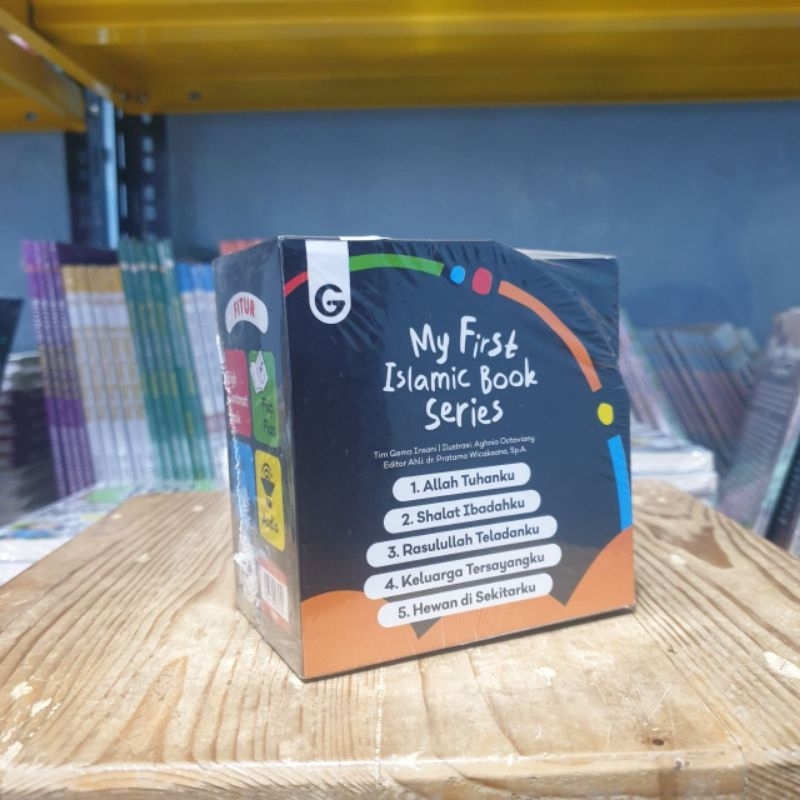 G
My First
Islamic Book
Series
Tim Gema Insani | Ilustrasi: Aghnia Octaviany
Editor Ahli: dr. Pratama Wicaksana, Sp.A.
1. Allah Tuhanku
2. Shalat Ibadahku
3. Rasulullah Teladanku
4. Keluarga Tersayangku
5. Hewan di Sekitarku
FITUR
Audio